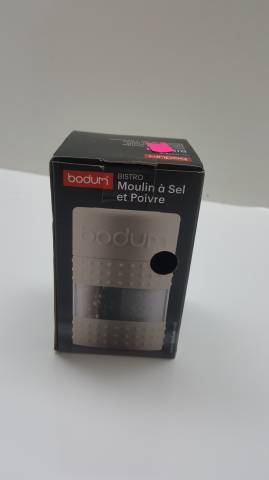 bodum
BISTRO
Moulin à Sel
et Poivre
bodum